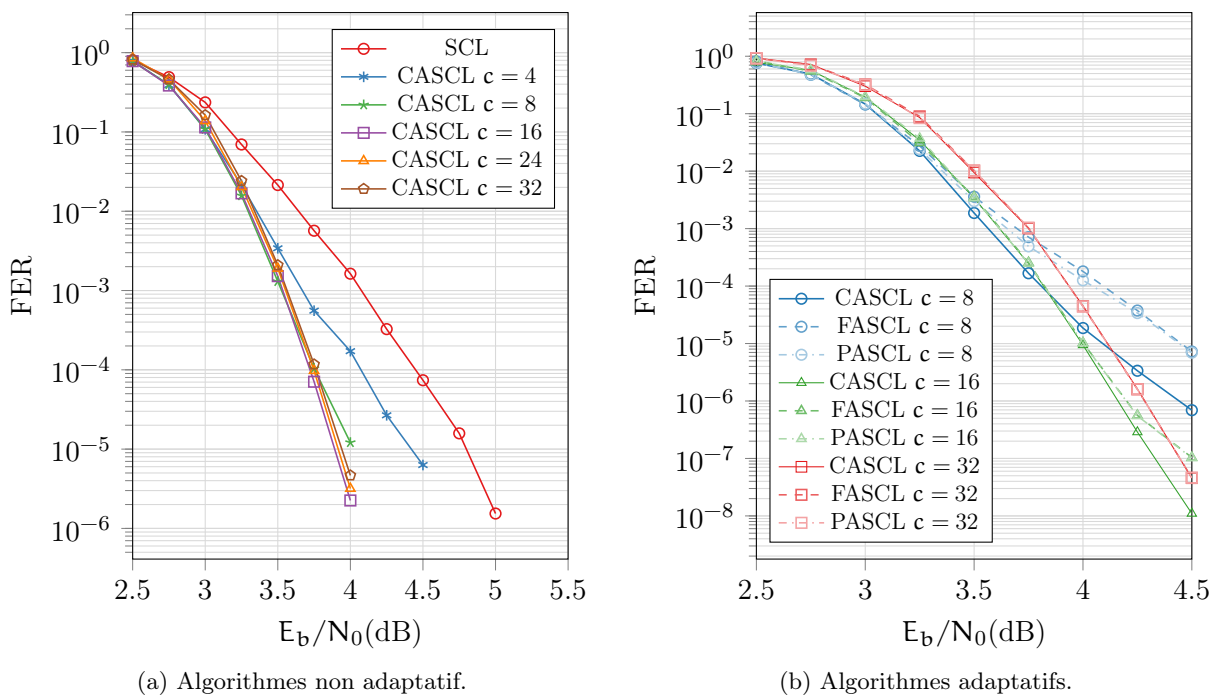 10^0
10^{-1}
10^{-2}
10^{-3}
10^{-4}
10^{-5}
10^{-6}
FER
2.5 3 3.5 4 4.5 5 5.5
E_b/N_0(dB)
SCL
CASCL c = 4
CASCL c = 8
CASCL c = 16
CASCL c = 24
CASCL c = 32
(a) Algorithmes non adaptatif.
10^0
10^{-1}
10^{-2}
10^{-3}
10^{-4}
10^{-5}
10^{-6}
10^{-7}
10^{-8}
FER
2.5 3 3.5 4 4.5
E_b/N_0(dB)
CASCL c = 8
FASCL c = 8
PASCL c = 8
CASCL c = 16
FASCL c = 16
PASCL c = 16
CASCL c = 32
FASCL c = 32
PASCL c = 32
(b) Algorithmes adaptatifs.